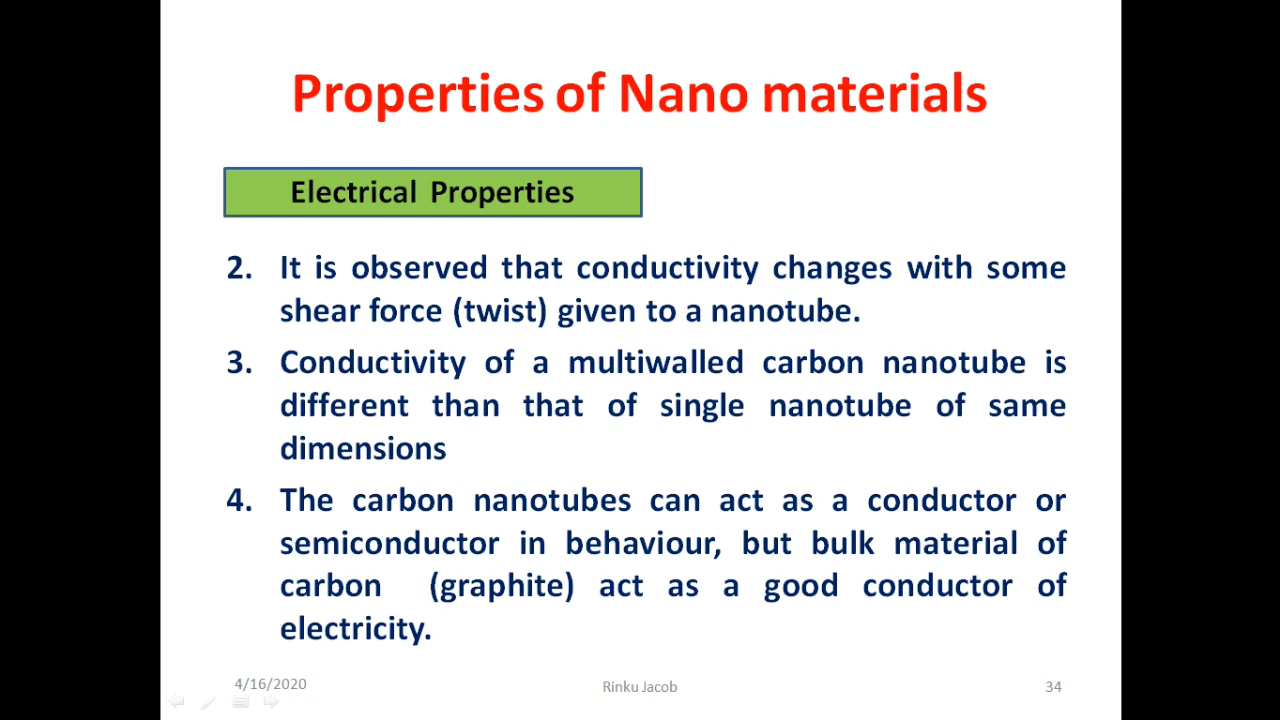 Properties of Nano materials
Electrical Properties
2. It is observed that conductivity changes with some
shear force (twist) given to a nanotube.
3. Conductivity of a multiwalled carbon nanotube is
different than that of single nanotube of same
dimensions
4. The carbon nanotubes can act as a conductor or
semiconductor in behaviour, but bulk material of
carbon (graphite) act as a good conductor of
electricity.
4/16/2020 Rinku Jacob 34